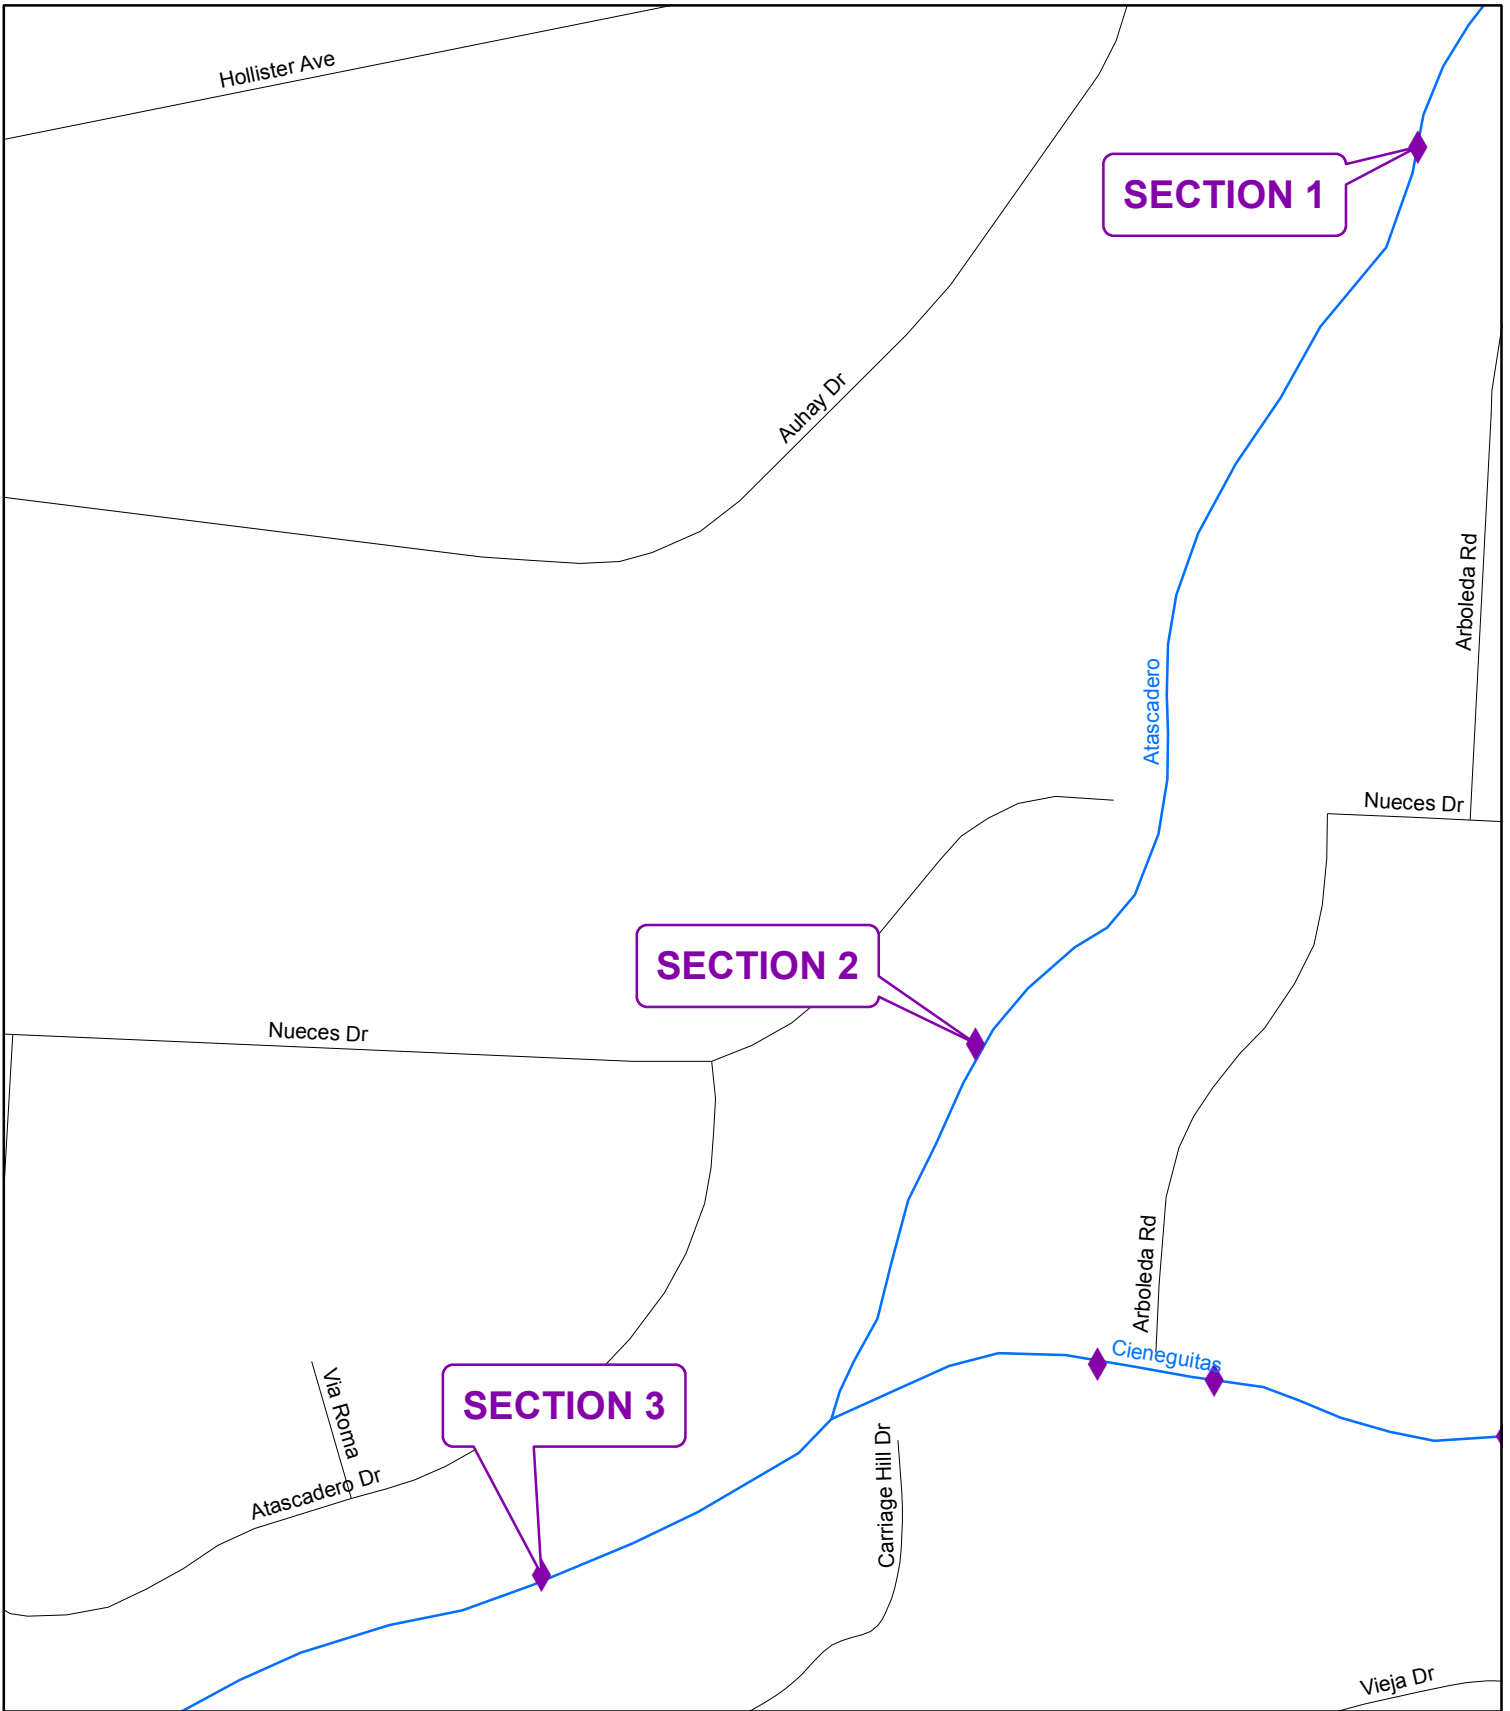 Hollister Ave
SECTION 1
Auhay Dr
Arboleda Rd
Atascadero
Nueces Dr
SECTION 2
Nueces Dr
Arboleda Rd
Cieneguitas
Via Roma
SECTION 3
Atascadero Dr
Carriage Hill Dr
Vieja Dr